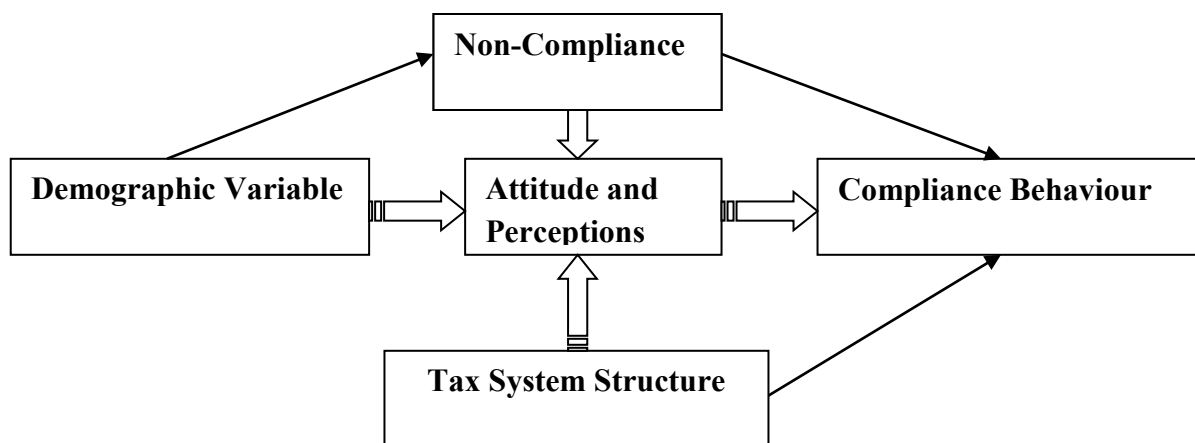 Non-Compliance
Demographic Variable
Attitude and
Perceptions
Compliance Behaviour
Tax System Structure